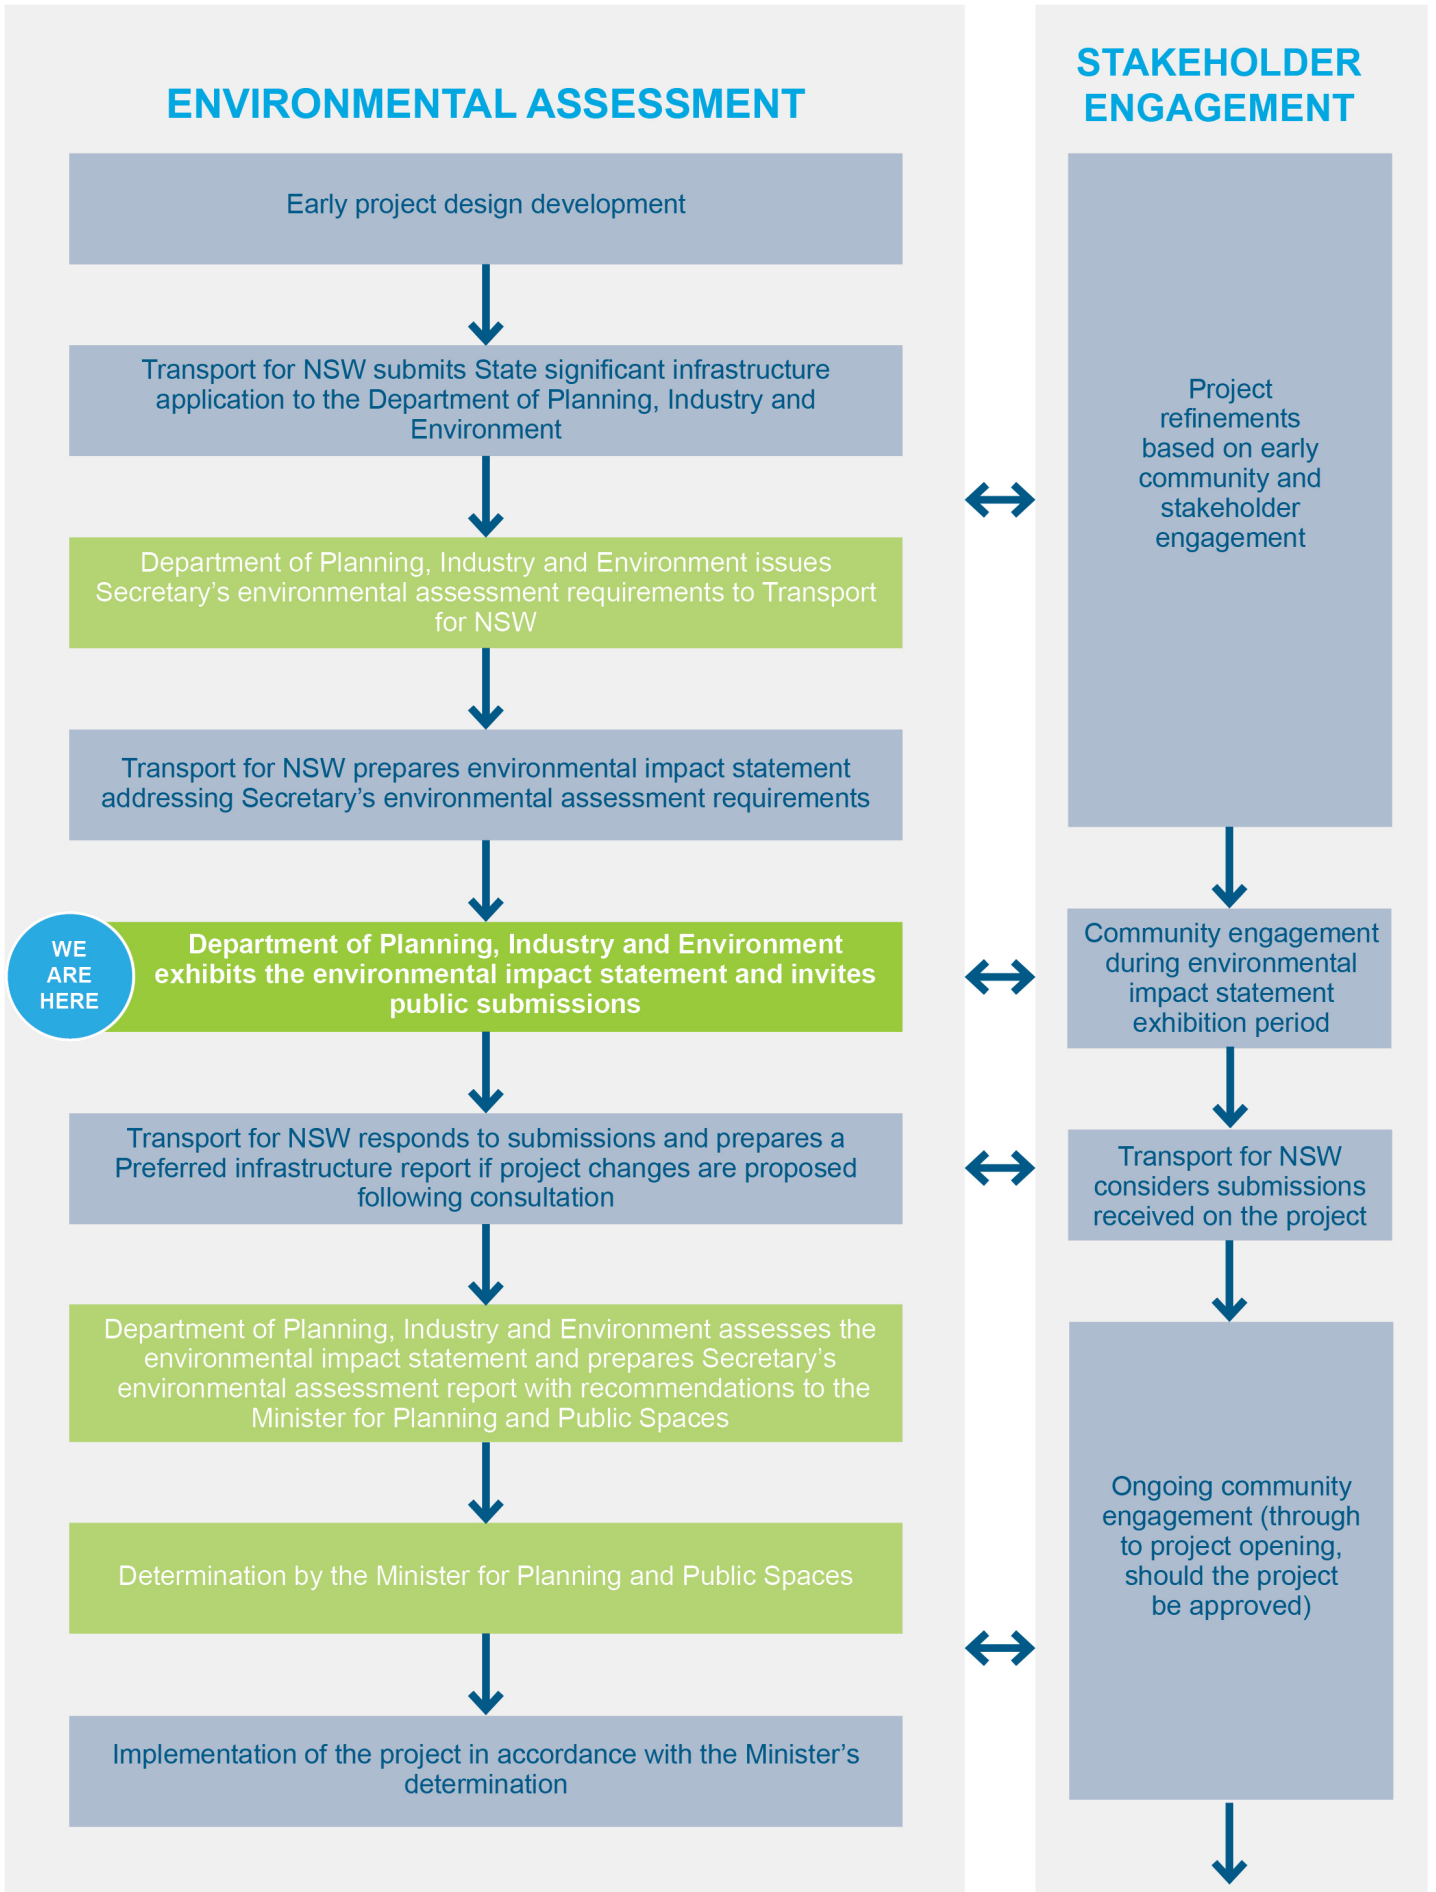 ENVIRONMENTAL ASSESSMENT
Early project design development
Transport for NSW submits State significant infrastructure
application to the Department of Planning, Industry and
Environment
Department of Planning, Industry and Environment issues
Secretary’s environmental assessment requirements to Transport
for NSW
Transport for NSW prepares environmental impact statement
addressing Secretary’s environmental assessment requirements
WE
ARE
HERE
Department of Planning, Industry and Environment
exhibits the environmental impact statement and invites
public submissions
Transport for NSW responds to submissions and prepares a
Preferred infrastructure report if project changes are proposed
following consultation
Department of Planning, Industry and Environment assesses the
environmental impact statement and prepares Secretary’s
environmental assessment report with recommendations to the
Minister for Planning and Public Spaces
Determination by the Minister for Planning and Public Spaces
Implementation of the project in accordance with the Minister’s
determination
STAKEHOLDER
ENGAGEMENT
Project
refinements
based on early
community and
stakeholder
engagement
Community engagement
during environmental
impact statement
exhibition period
Transport for NSW
considers submissions
received on the project
Ongoing community
engagement (through
to project opening,
should the project
be approved)